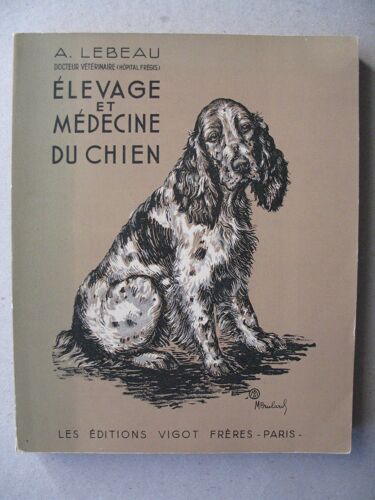 A. LEBEAU
DOCTEUR VÉTÉRINAIRE (HÔPITAL FRÉGIS)
ÉLEVAGE
ET
MÉDECINE
DU CHIEN
LES ÉDITIONS VIGOT FRÈRES - PARIS -